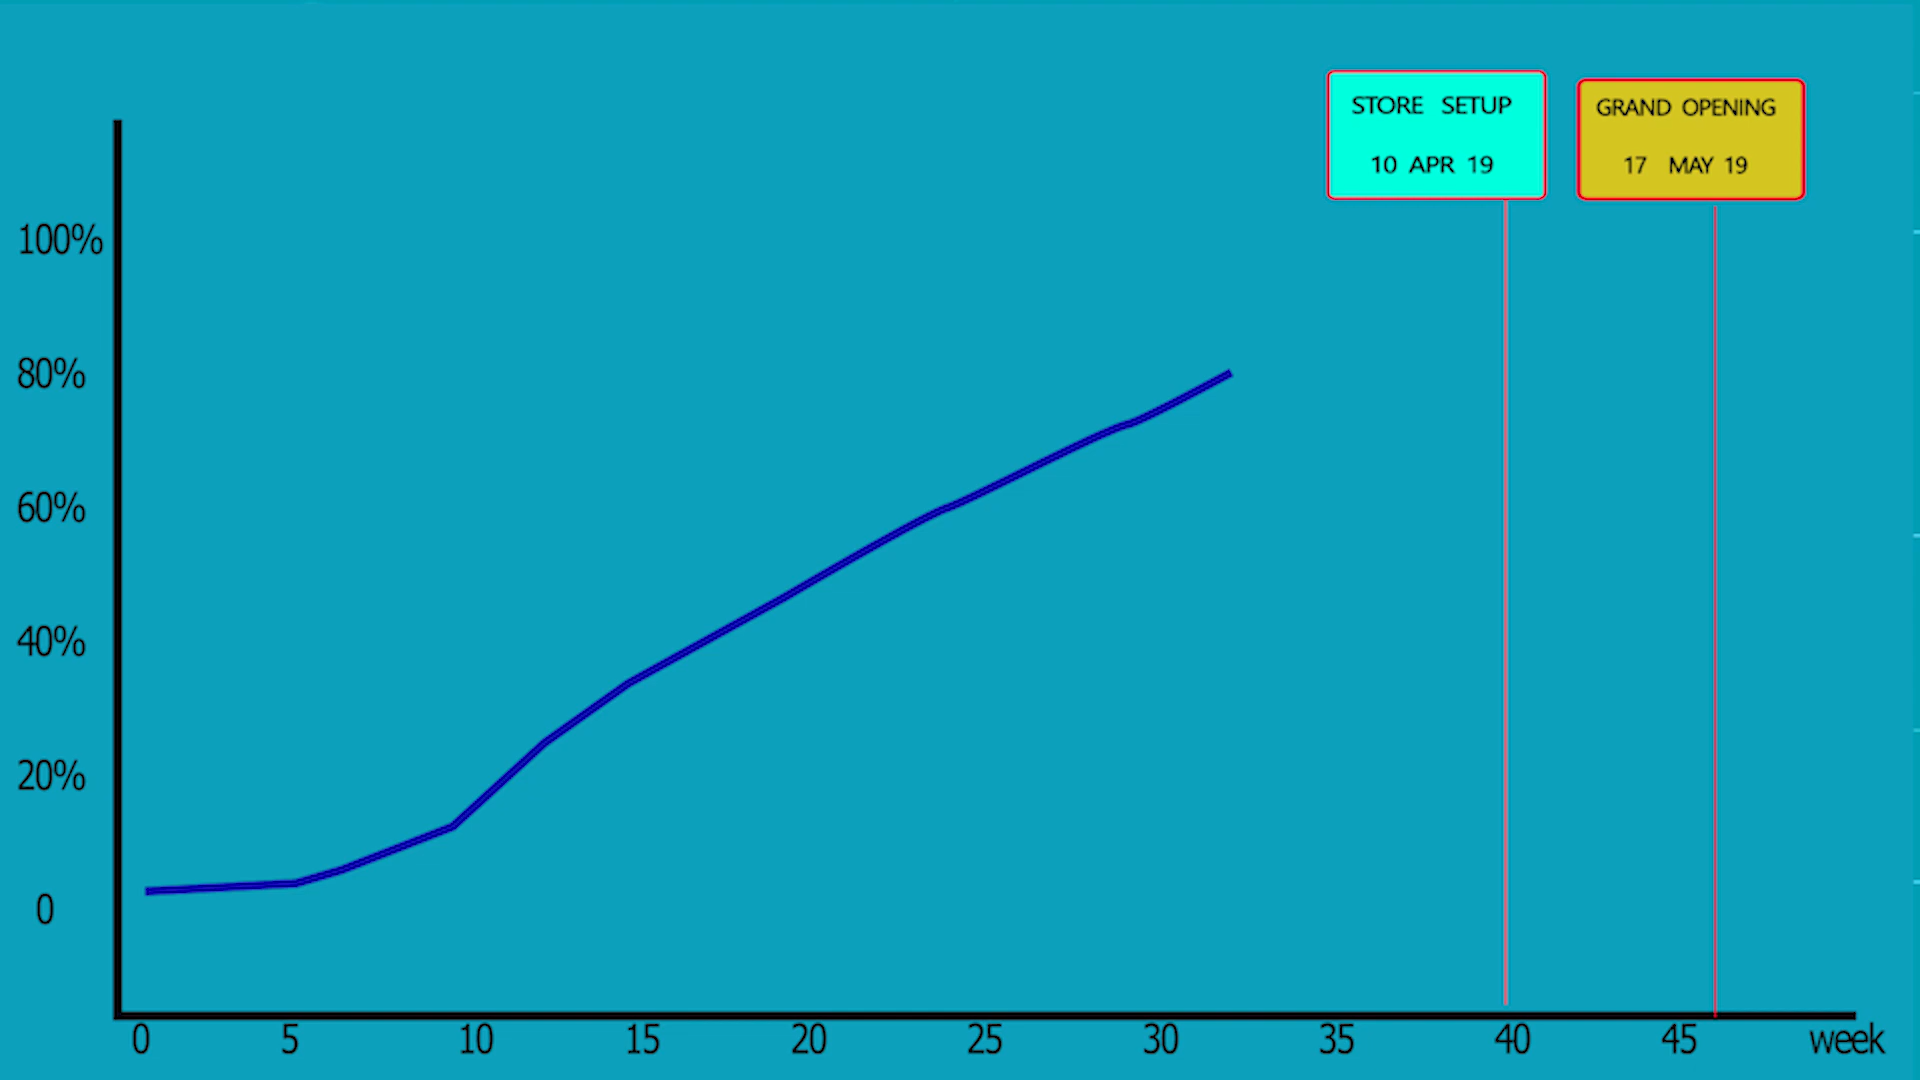 STORE SETUP
10 APR 19
GRAND OPENING
17 MAY 19
100%
80%
60%
40%
20%
0
0 5 10 15 20 25 30 35 40 45 week